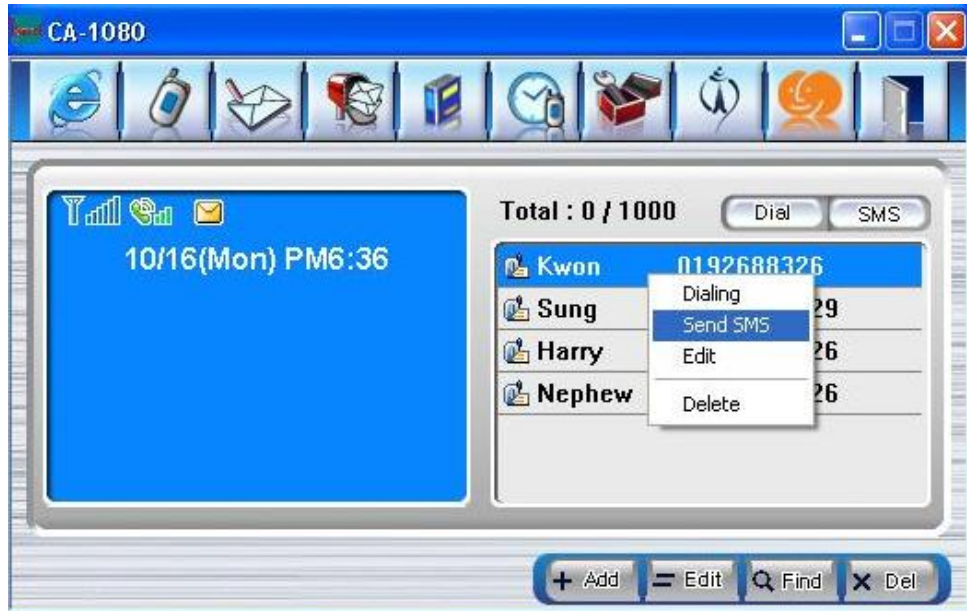 CA-1080
10/16(Mon) PM6:36
Total : 0 / 1000 Dial SMS
Kwon 0192688326
Sung 29
Harry 26
Nephew 26
Dialing
Send SMS
Edit
Delete
+ Add = Edit Find × Del